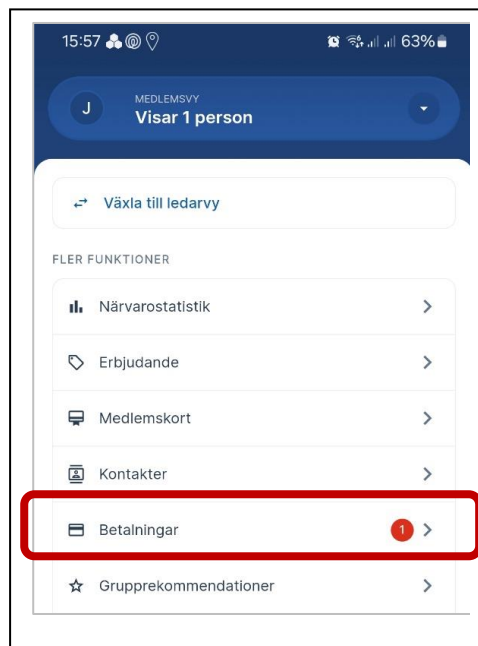 15:57 63%
J
MEDLEMSVY
Visar 1 person
Växla till ledarvy
FLER FUNKTIONER
Närvarostatistik
Erbjudande
Medlemskort
Kontakter
Betalningar 1
Grupprekommendationer